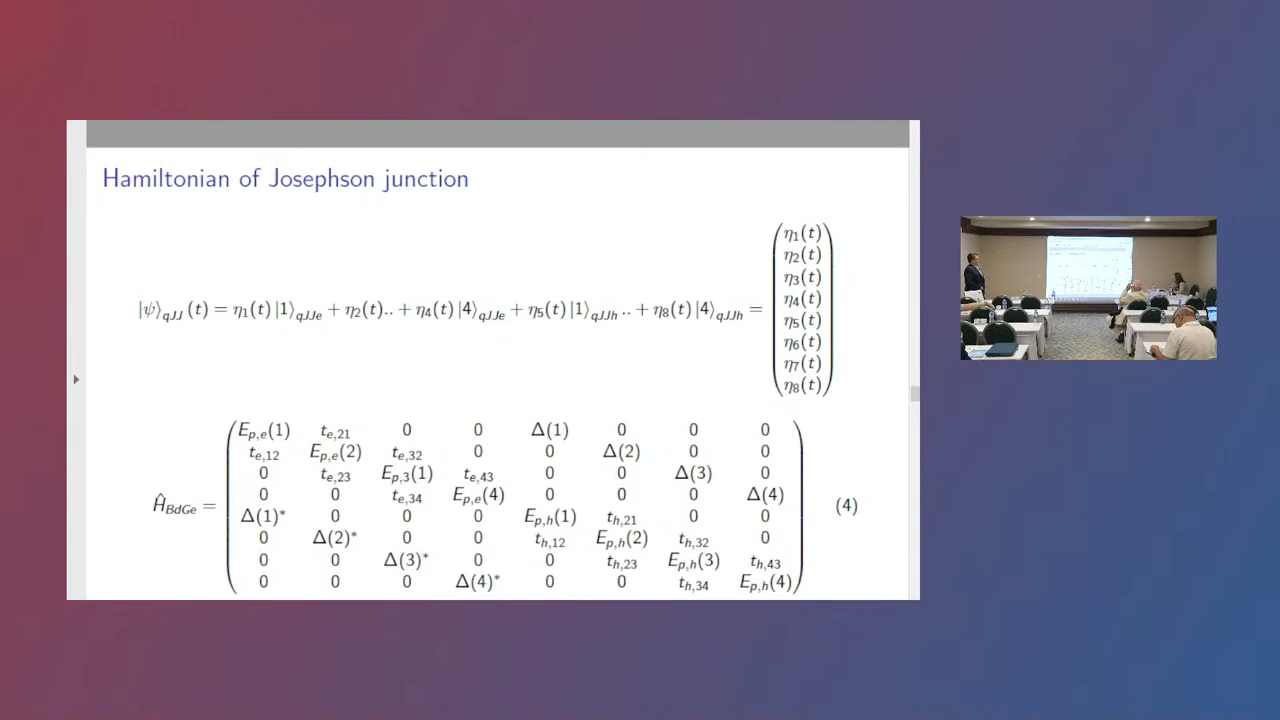 Hamiltonian of Josephson junction
|ψ⟩qJJ (t) = η1(t) |1⟩qJJe + η2(t).. + η4(t) |4⟩qJJe + η5(t) |1⟩qJJh .. + η8(t) |4⟩qJJh =
η1(t)
η2(t)
η3(t)
η4(t)
η5(t)
η6(t)
η7(t)
η8(t)
ĤBdGe =
Ep,e(1) te,21 0 0 Δ(1) 0 0 0
te,12 Ep,e(2) te,32 0 0 Δ(2) 0 0
0 te,23 Ep,3(1) te,43 0 0 Δ(3) 0
0 0 te,34 Ep,e(4) 0 0 0 Δ(4)
Δ(1)* 0 0 0 Ep,h(1) th,21 0 0
0 Δ(2)* 0 0 th,12 Ep,h(2) th,32 0
0 0 Δ(3)* 0 0 th,23 Ep,h(3) th,43
0 0 0 Δ(4)* 0 0 th,34 Ep,h(4)
(4)